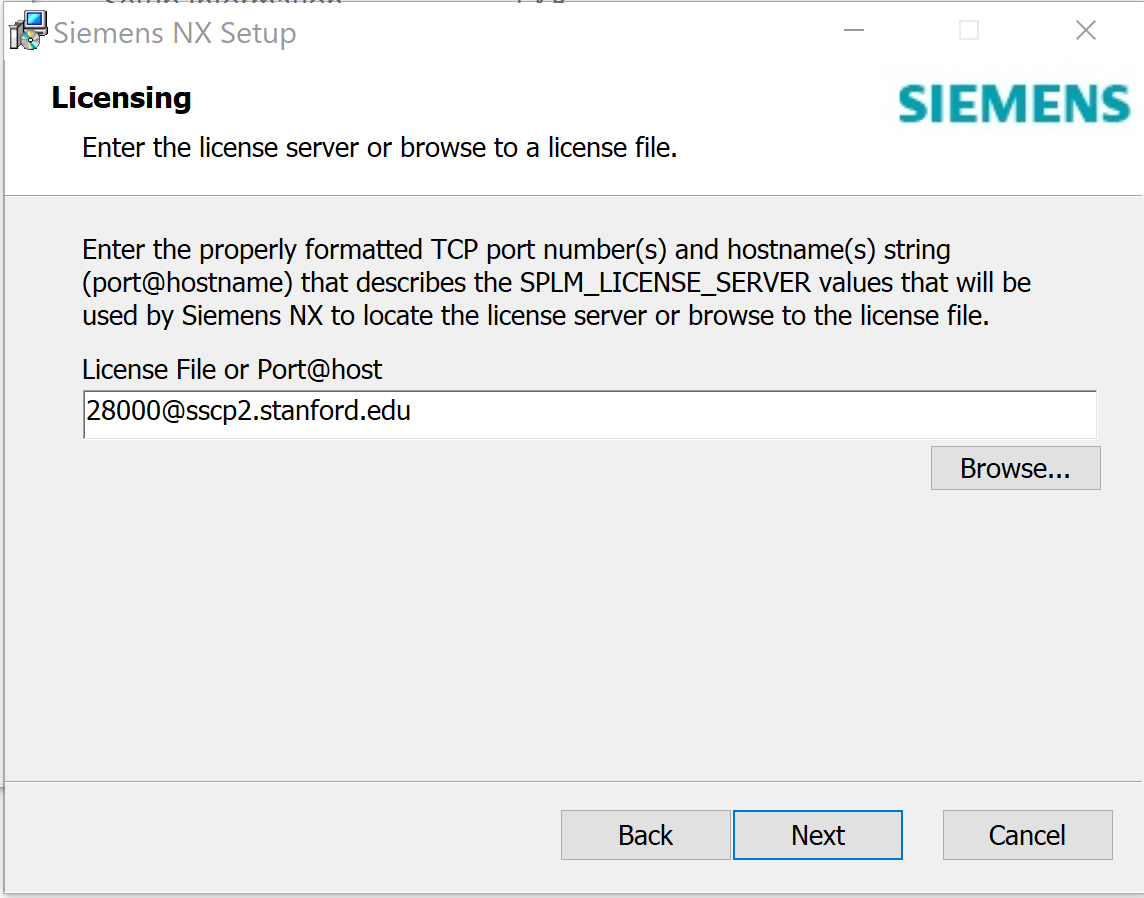 Siemens NX Setup
Licensing
SIEMENS
Enter the license server or browse to a license file.
Enter the properly formatted TCP port number(s) and hostname(s) string
(port@hostname) that describes the SPLM_LICENSE_SERVER values that will be
used by Siemens NX to locate the license server or browse to the license file.
License File or Port@host
28000@sscp2.stanford.edu
Browse...
Back
Next
Cancel